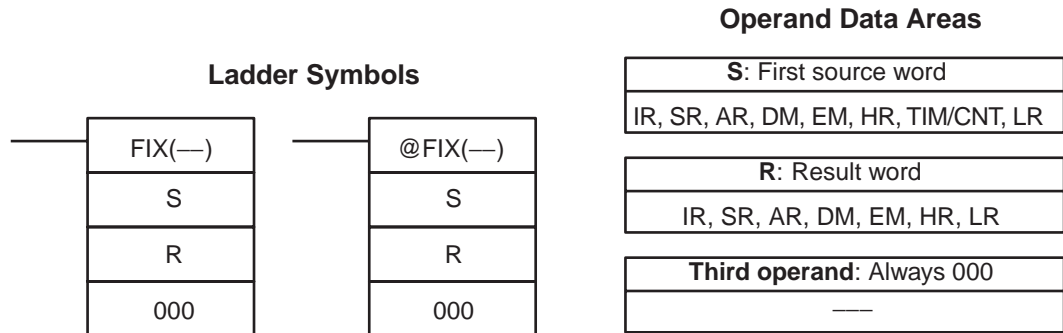 Ladder Symbols
FIX(––)
S
R
000
@FIX(––)
S
R
000
Operand Data Areas
S: First source word
IR, SR, AR, DM, EM, HR, TIM/CNT, LR
R: Result word
IR, SR, AR, DM, EM, HR, LR
Third operand: Always 000
–––